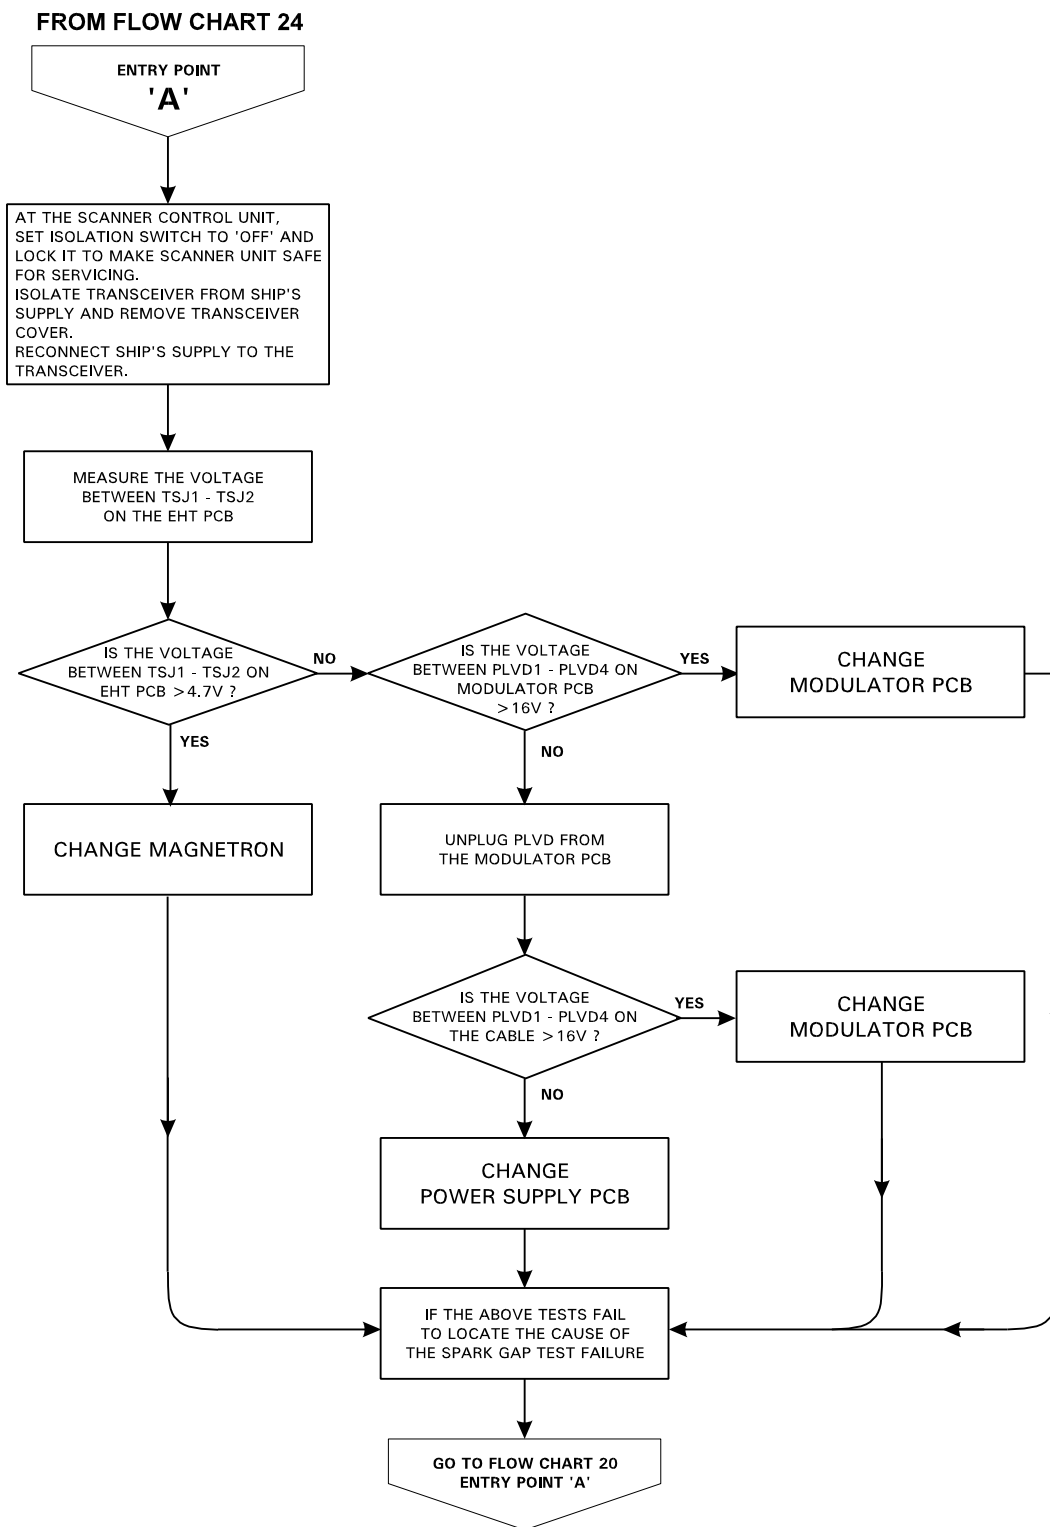 FROM FLOW CHART 24
ENTRY POINT
'A'
AT THE SCANNER CONTROL UNIT,
SET ISOLATION SWITCH TO 'OFF' AND
LOCK IT TO MAKE SCANNER UNIT SAFE
FOR SERVICING.
ISOLATE TRANSCEIVER FROM SHIP'S
SUPPLY AND REMOVE TRANSCEIVER
COVER.
RECONNECT SHIP'S SUPPLY TO THE
TRANSCEIVER.
MEASURE THE VOLTAGE
BETWEEN TSJ1 - TSJ2
ON THE EHT PCB
IS THE VOLTAGE
BETWEEN TSJ1 - TSJ2 ON
EHT PCB >4.7V ?
NO
IS THE VOLTAGE
BETWEEN PLVD1 - PLVD4 ON
MODULATOR PCB
>16V ?
YES
CHANGE
MODULATOR PCB
YES
NO
CHANGE MAGNETRON
UNPLUG PLVD FROM
THE MODULATOR PCB
IS THE VOLTAGE
BETWEEN PLVD1 - PLVD4 ON
THE CABLE >16V ?
YES
CHANGE
MODULATOR PCB
NO
CHANGE
POWER SUPPLY PCB
IF THE ABOVE TESTS FAIL
TO LOCATE THE CAUSE OF
THE SPARK GAP TEST FAILURE
GO TO FLOW CHART 20
ENTRY POINT 'A'